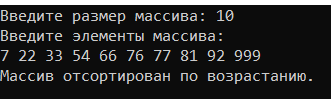 Введите размер массива: 10
Введите элементы массива:
7 22 33 54 66 76 77 81 92 999
Массив отсортирован по возрастанию.